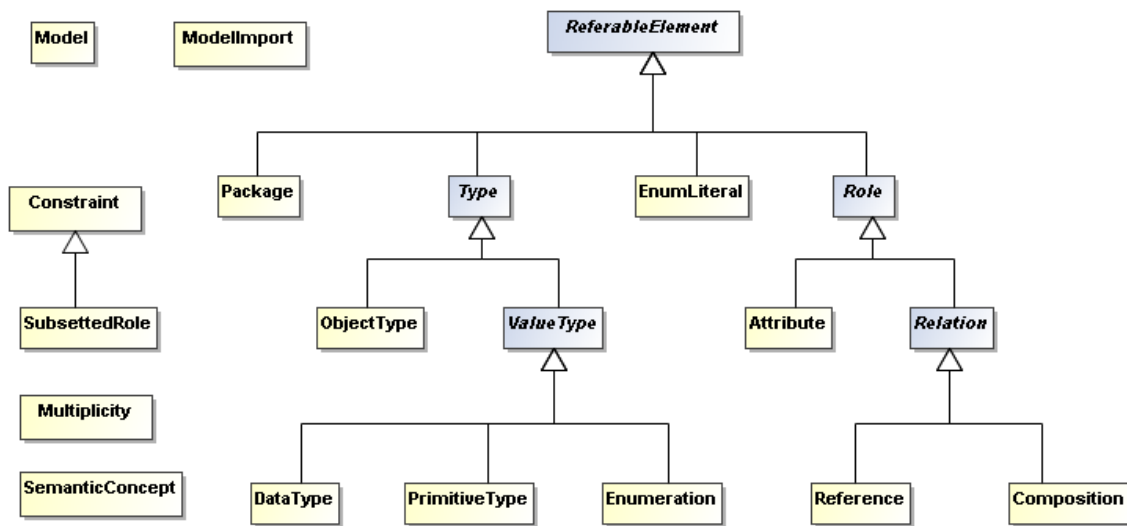 Model
ModelImport
ReferableElement
Package
Type
EnumLiteral
Role
Constraint
SubsettedRole
ObjectType
ValueType
Attribute
Relation
Multiplicity
SemanticConcept
DataType
PrimitiveType
Enumeration
Reference
Composition